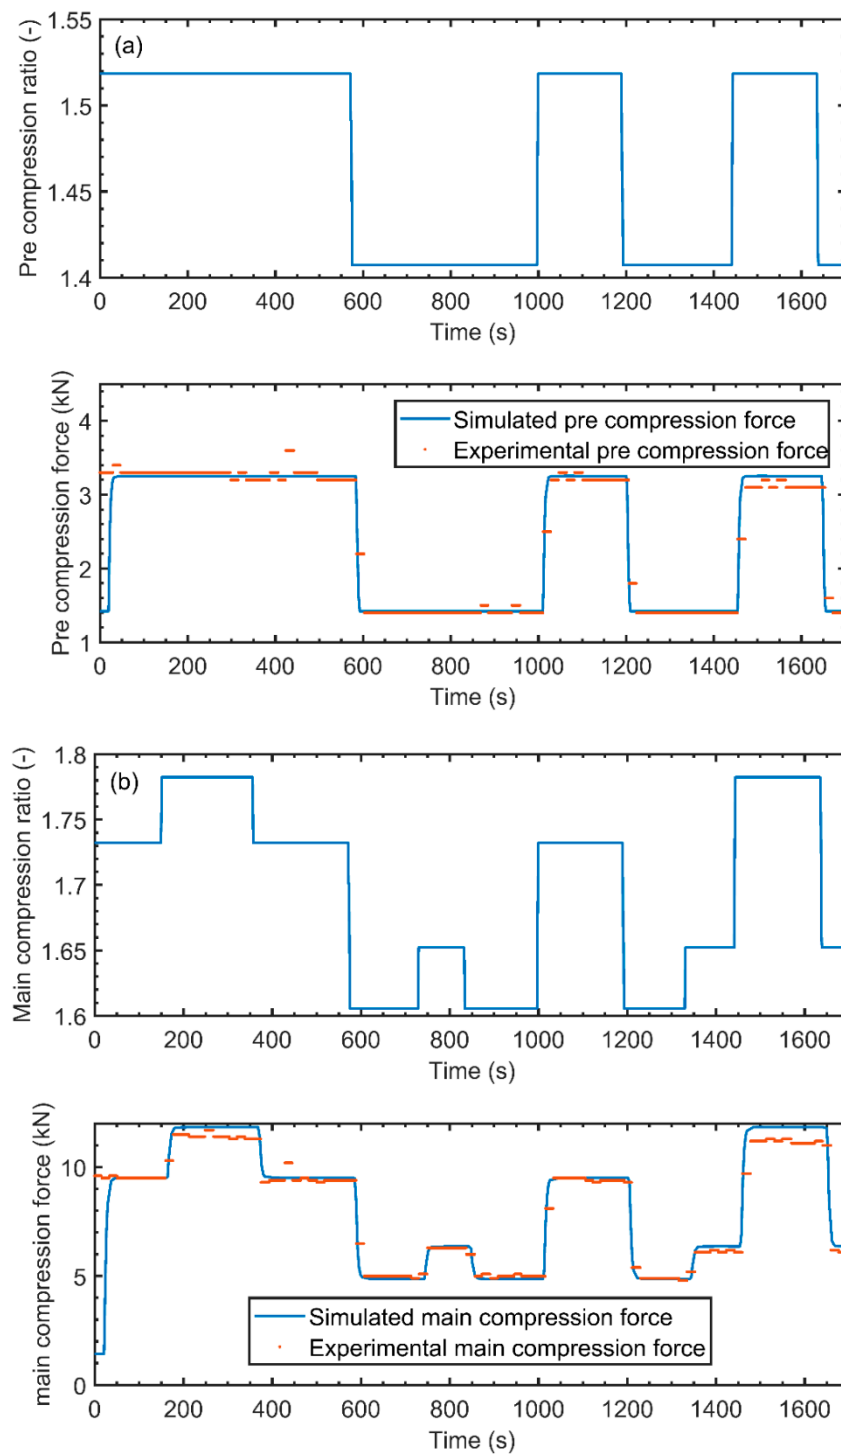 1.55
(a)
Pre compression ratio (-)
1.5
1.45
1.4
0 200 400 600 800 1000 1200 1400 1600
Time (s)
Pre compression force (kN)
4
Simulated pre compression force
Experimental pre compression force
3
2
1
0 200 400 600 800 1000 1200 1400 1600
Time (s)
Main compression ratio (-)
1.8
(b)
1.75
1.7
1.65
1.6
0 200 400 600 800 1000 1200 1400 1600
Time (s)
main compression force (kN)
10
5
Simulated main compression force
Experimental main compression force
0
0 200 400 600 800 1000 1200 1400 1600
Time (s)